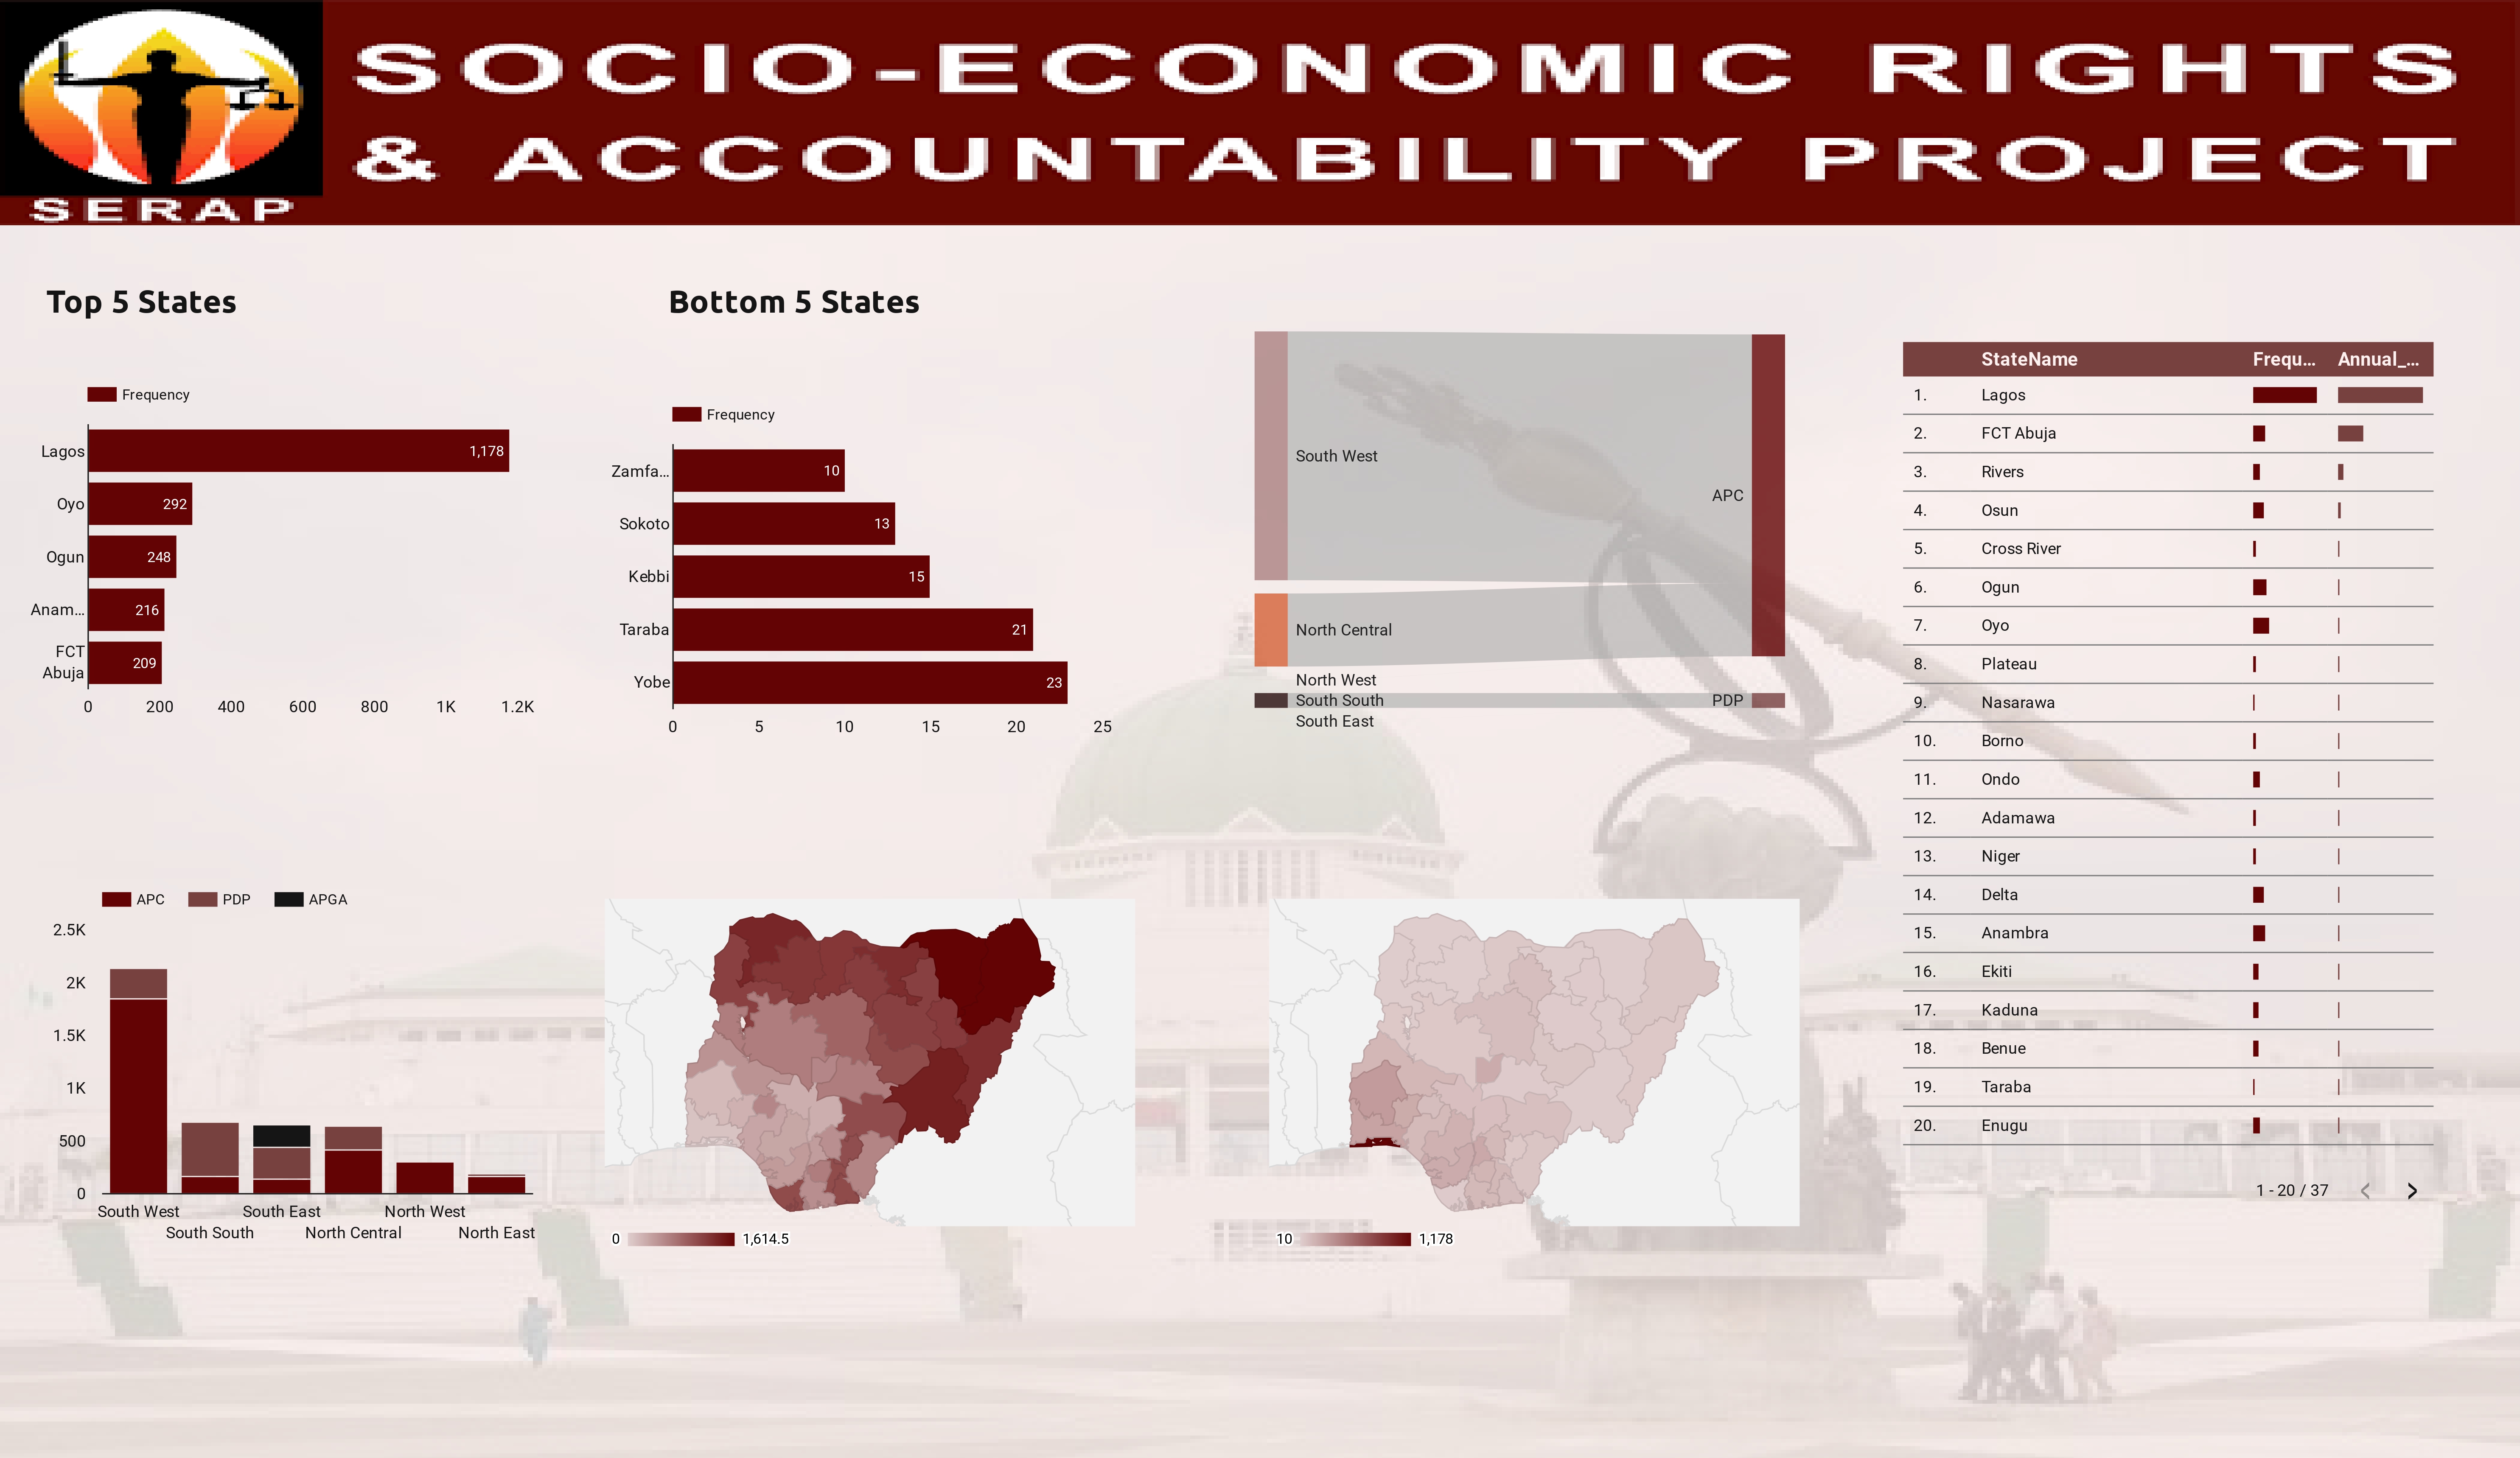 SOCIO-ECONOMIC RIGHTS
& ACCOUNTABILITY PROJECT
SERAP
Top 5 States
Frequency
Lagos 1,178
Oyo 292
Ogun 248
Anam... 216
FCT
Abuja 209
0 200 400 600 800 1K 1.2K
Bottom 5 States
Frequency
Zamfa... 10
Sokoto 13
Kebbi 15
Taraba 21
Yobe 23
0 5 10 15 20 25
South West
APC
North Central
North West
South South PDP
South East
StateName Frequ... Annual_...
1. Lagos
2. FCT Abuja
3. Rivers
4. Osun
5. Cross River
6. Ogun
7. Oyo
8. Plateau
9. Nasarawa
10. Borno
11. Ondo
12. Adamawa
13. Niger
14. Delta
15. Anambra
16. Ekiti
17. Kaduna
18. Benue
19. Taraba
20. Enugu
1 - 20 / 37
APC PDP APGA
2.5K
2K
1.5K
1K
500
0
South West South East North West
South South North Central North East
0 1,614.5
10 1,178